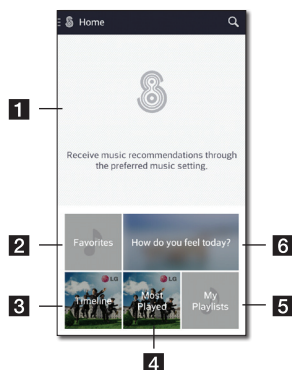 Home
1
Receive music recommendations through
the preferred music setting.
2
Favorites
How do you feel today?
6
3
LG
Timeline
LG
Most
Played
My
Playlists
5
4